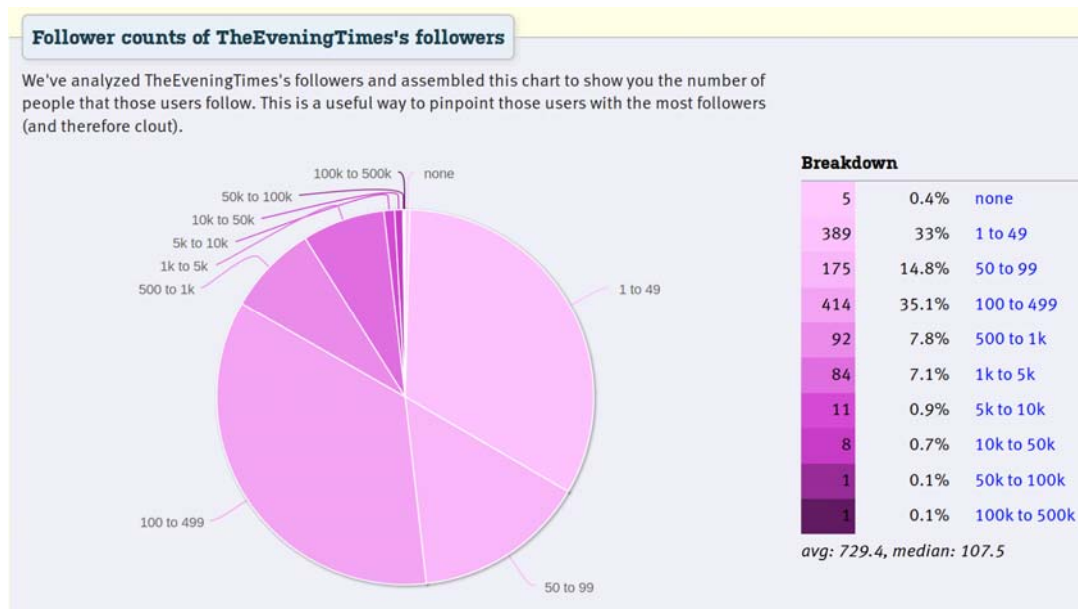 Follower counts of TheEveningTimes's followers
We've analyzed TheEveningTimes's followers and assembled this chart to show you the number of
people that those users follow. This is a useful way to pinpoint those users with the most followers
(and therefore clout).
100k to 500k
none
50k to 100k
10k to 50k
5k to 10k
1k to 5k
500 to 1k
1 to 49
100 to 499
50 to 99
Breakdown
5 0.4% none
389 33% 1 to 49
175 14.8% 50 to 99
414 35.1% 100 to 499
92 7.8% 500 to 1k
84 7.1% 1k to 5k
11 0.9% 5k to 10k
8 0.7% 10k to 50k
1 0.1% 50k to 100k
1 0.1% 100k to 500k
avg: 729.4, median: 107.5